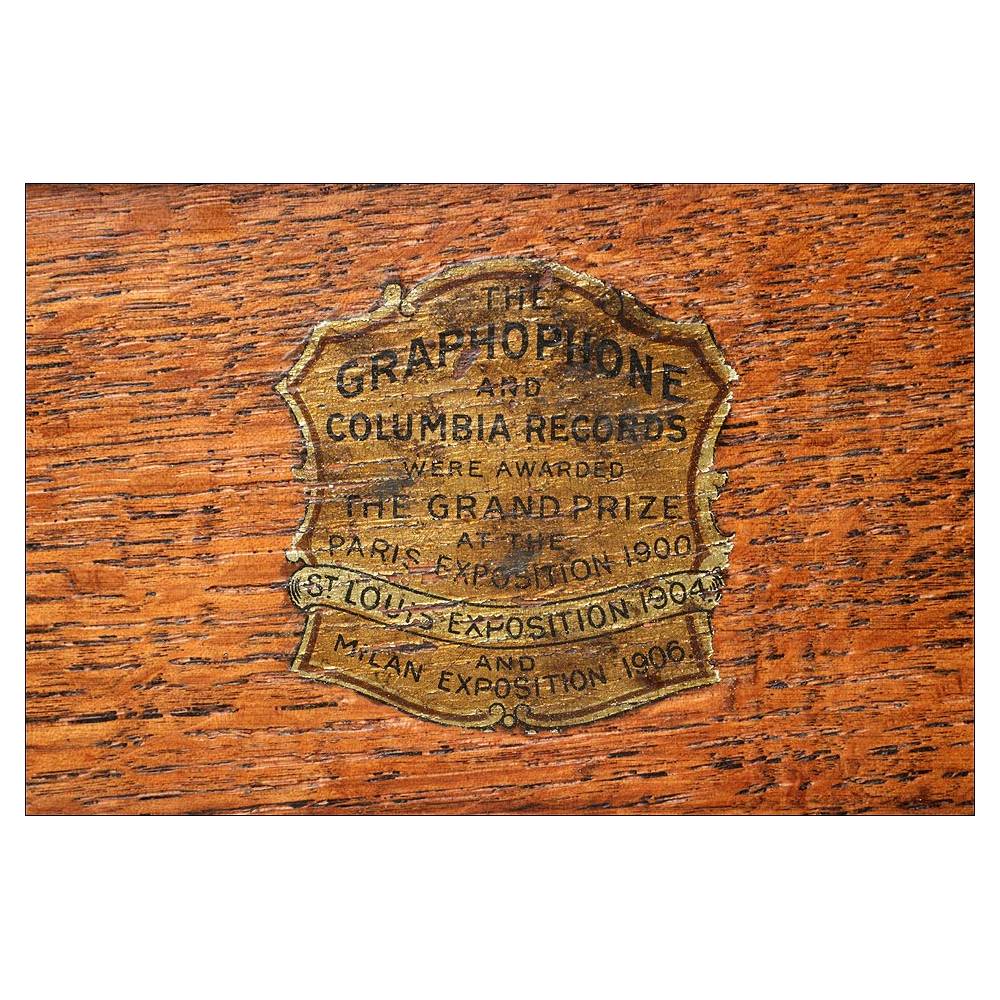 THE
GRAPHOPHONE
AND
COLUMBIA RECORDS
WERE AWARDED
THE GRAND PRIZE
AT THE
PARIS EXPOSITION 1900
ST LOUIS EXPOSITION 1904
AND
MILAN EXPOSITION 1906